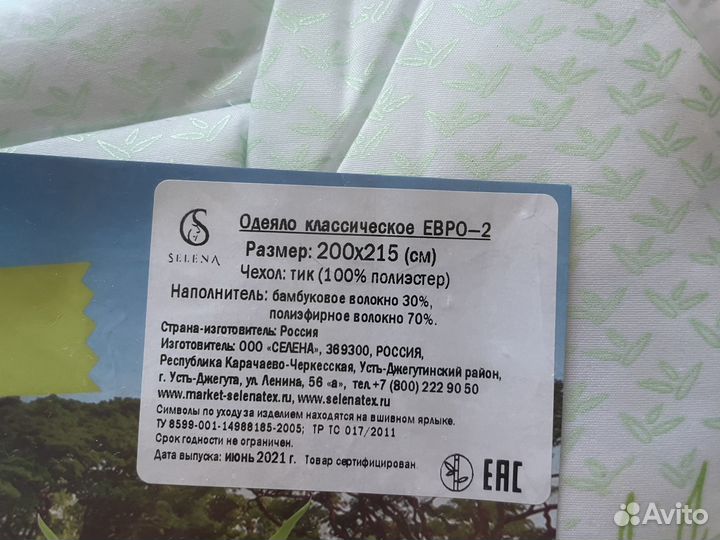 SELENA
Одеяло классическое ЕВРО-2
Размер: 200х215 (см)
Чехол: тик (100% полиэстер)
Наполнитель: бамбуковое волокно 30%,
полиэфирное волокно 70%.
Страна-изготовитель: Россия
Изготовитель: ООО «СЕЛЕНА», 369300, РОССИЯ,
Республика Карачаево-Черкесская, Усть-Джегутинский район,
г. Усть-Джегута, ул. Ленина, 56 «а», тел.+7 (800) 222 90 50
www.market-selenatex.ru, www.selenatex.ru
Символы по уходу за изделием находятся на вшивном ярлыке.
ТУ 8599-001-14988185-2005; ТР ТС 017/2011
Срок годности не ограничен.
Дата выпуска: июнь 2021 г. Товар сертифицирован.
EAC
Avito